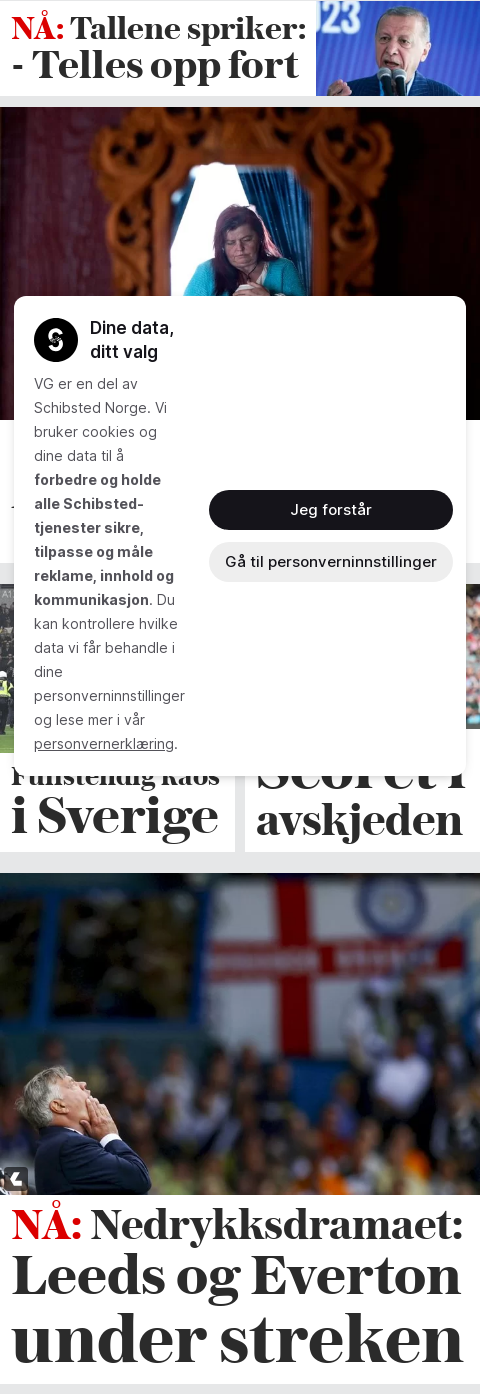 NÅ: Tallene spriker:
- Telles opp fort
023
Dine data,
ditt valg
VG er en del av
Schibsted Norge. Vi
bruker cookies og
dine data til å
forbedre og holde
alle Schibsted-
tjenester sikre,
tilpasse og måle
reklame, innhold og
kommunikasjon. Du
kan kontrollere hvilke
data vi får behandle i
dine
personverninnstillinger
og lese mer i vår
personvernerklæring.
Jeg forstår
Gå til personverninnstillinger
Fullstendig kaos
i Sverige
Scoret i
avskjeden
NÅ: Nedrykksdramaet:
Leeds og Everton
under streken